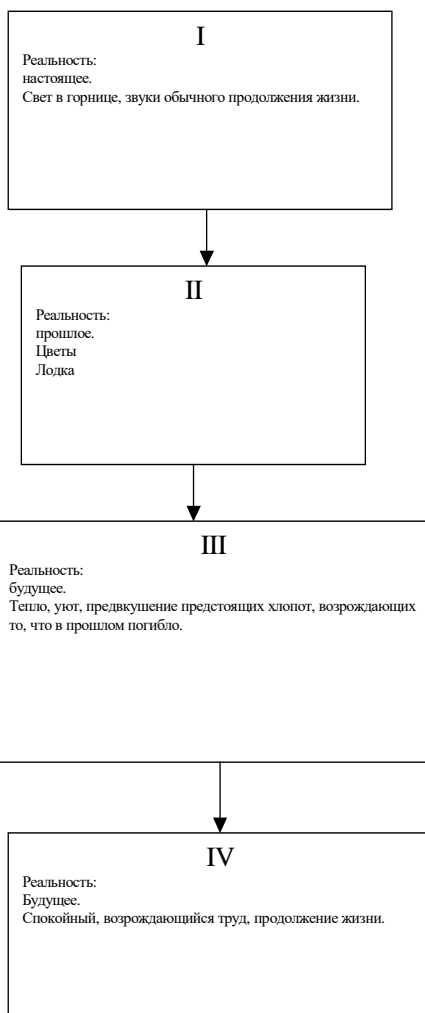 I
Реальность:
настоящее.
Свет в горнице, звуки обычного продолжения жизни.
II
Реальность:
прошлое.
Цветы
Лодка
III
Реальность:
будущее.
Тепло, уют, предвкушение предстоящих хлопот, возрождающих
то, что в прошлом погибло.
IV
Реальность:
Будущее.
Спокойный, возрождающийся труд, продолжение жизни.